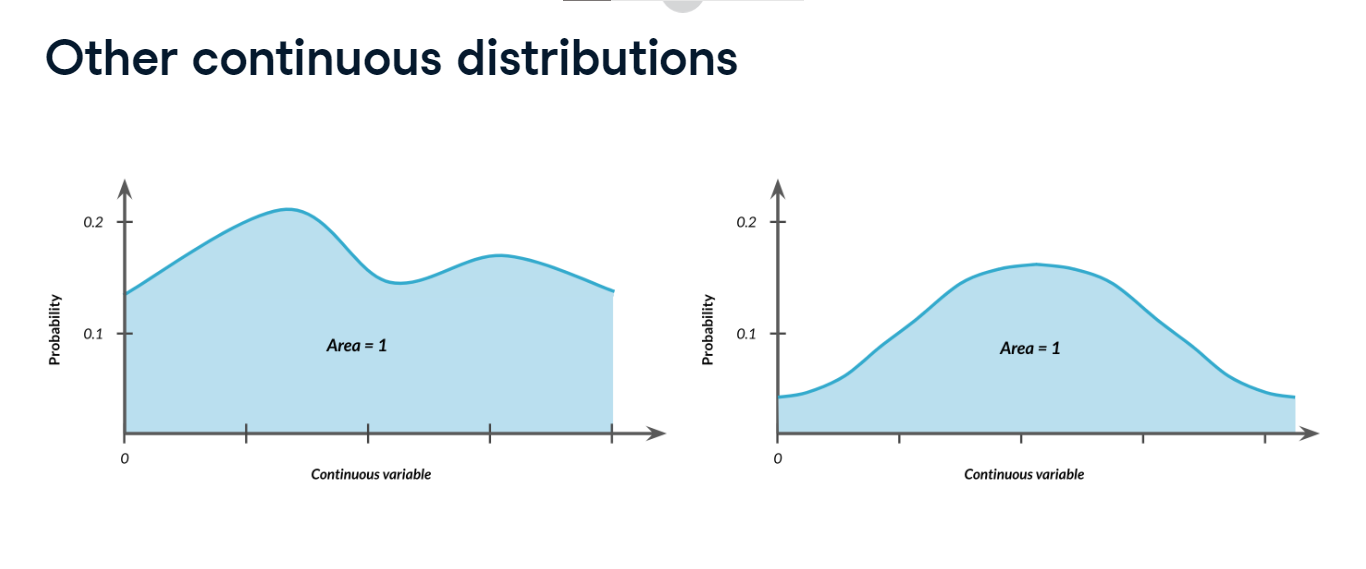 Other continuous distributions
0.2
0.1
Probability
Area = 1
0
Continuous variable
0.2
0.1
Probability
Area = 1
0
Continuous variable